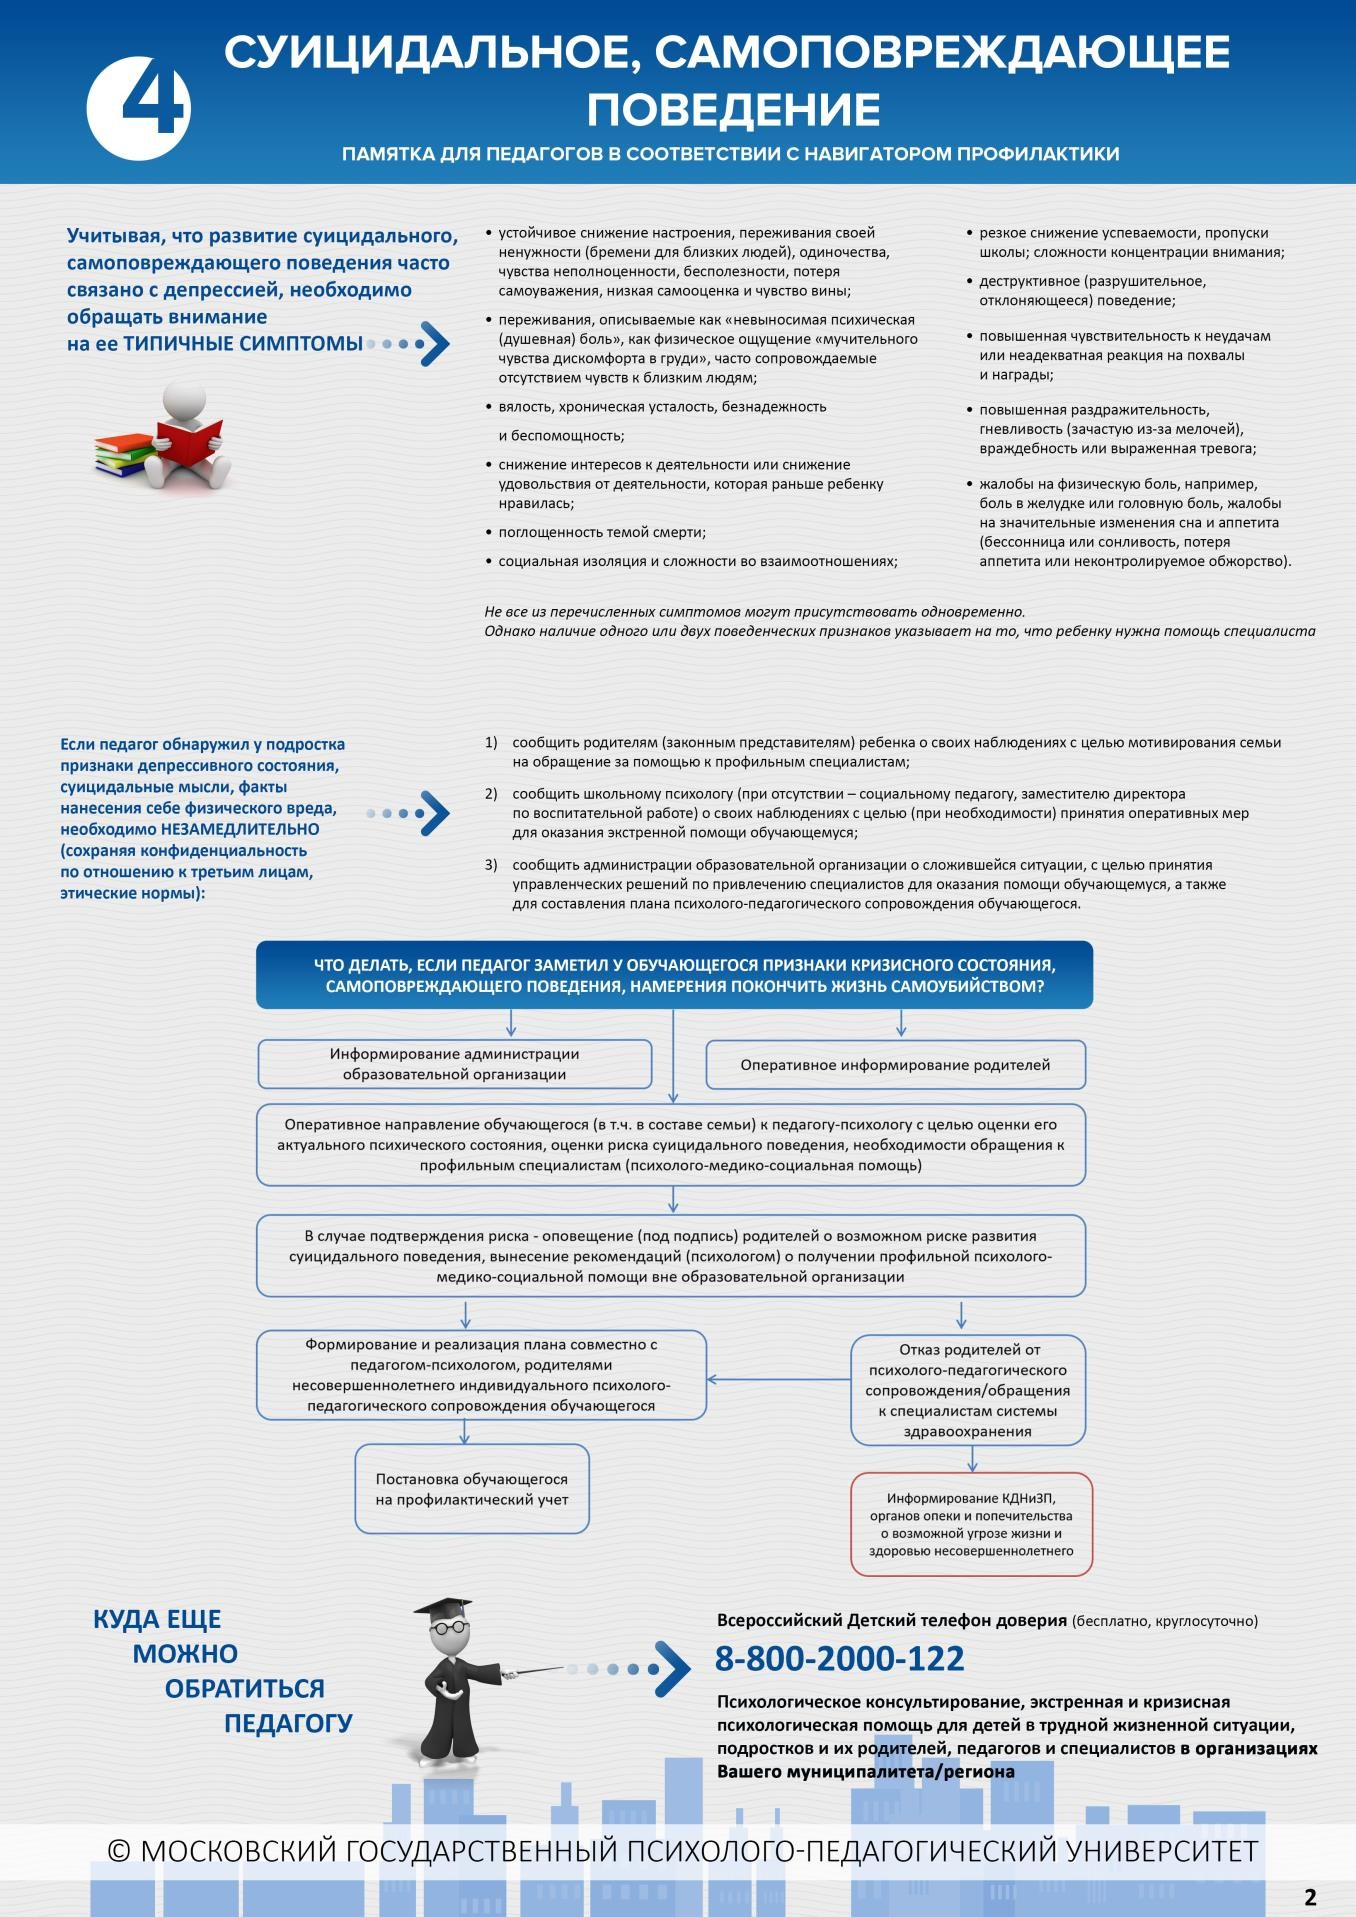 4
СУИЦИДАЛЬНОЕ, САМОПОВРЕЖДАЮЩЕЕ
ПОВЕДЕНИЕ
ПАМЯТКА ДЛЯ ПЕДАГОГОВ В СООТВЕТСТВИИ С НАВИГАТОРОМ ПРОФИЛАКТИКИ
Учитывая, что развитие суицидального,
самоповреждающего поведения часто
связано с депрессией, необходимо
обращать внимание
на ее ТИПИЧНЫЕ СИМПТОМЫ
• устойчивое снижение настроения, переживания своей
ненужности (бремени для близких людей), одиночества,
чувства неполноценности, бесполезности, потеря
самоуважения, низкая самооценка и чувство вины;
• переживания, описываемые как «невыносимая психическая
(душевная) боль», как физическое ощущение «мучительного
чувства дискомфорта в груди», часто сопровождаемые
отсутствием чувств к близким людям;
• вялость, хроническая усталость, безнадежность
и беспомощность;
• снижение интересов к деятельности или снижение
удовольствия от деятельности, которая раньше ребенку
нравилась;
• поглощенность темой смерти;
• социальная изоляция и сложности во взаимоотношениях;
• резкое снижение успеваемости, пропуски
школы; сложности концентрации внимания;
• деструктивное (разрушительное,
отклоняющееся) поведение;
• повышенная чувствительность к неудачам
или неадекватная реакция на похвалы
и награды;
• повышенная раздражительность,
гневливость (зачастую из-за мелочей),
враждебность или выраженная тревога;
• жалобы на физическую боль, например,
боль в желудке или головную боль, жалобы
на значительные изменения сна и аппетита
(бессонница или сонливость, потеря
аппетита или неконтролируемое обжорство).
Не все из перечисленных симптомов могут присутствовать одновременно.
Однако наличие одного или двух поведенческих признаков указывает на то, что ребенку нужна помощь специалиста
Если педагог обнаружил у подростка
признаки депрессивного состояния,
суицидальные мысли, факты
нанесения себе физического вреда,
необходимо НЕЗАМЕДЛИТЕЛЬНО
(сохраняя конфиденциальность
по отношению к третьим лицам,
этические нормы):
1) сообщить родителям (законным представителям) ребенка о своих наблюдениях с целью мотивирования семьи
на обращение за помощью к профильным специалистам;
2) сообщить школьному психологу (при отсутствии – социальному педагогу, заместителю директора
по воспитательной работе) о своих наблюдениях с целью (при необходимости) принятия оперативных мер
для оказания экстренной помощи обучающемуся;
3) сообщить администрации образовательной организации о сложившейся ситуации, с целью принятия
управленческих решений по привлечению специалистов для оказания помощи обучающемуся, а также
для составления плана психолого-педагогического сопровождения обучающегося.
ЧТО ДЕЛАТЬ, ЕСЛИ ПЕДАГОГ ЗАМЕТИЛ У ОБУЧАЮЩЕГОСЯ ПРИЗНАКИ КРИЗИСНОГО СОСТОЯНИЯ,
САМОПОВРЕЖДАЮЩЕГО ПОВЕДЕНИЯ, НАМЕРЕНИЯ ПОКОНЧИТЬ ЖИЗНЬ САМОУБИЙСТВОМ?
Информирование администрации
образовательной организации
Оперативное информирование родителей
Оперативное направление обучающегося (в т.ч. в составе семьи) к педагогу-психологу с целью оценки его
актуального психического состояния, оценки риска суицидального поведения, необходимости обращения к
профильным специалистам (психолого-медико-социальная помощь)
В случае подтверждения риска - оповещение (под подпись) родителей о возможном риске развития
суицидального поведения, вынесение рекомендаций (психологом) о получении профильной психолого-
медико-социальной помощи вне образовательной организации
Формирование и реализация плана совместно с
педагогом-психологом, родителями
несовершеннолетнего индивидуального психолого-
педагогического сопровождения обучающегося
Отказ родителей от
психолого-педагогического
сопровождения/обращения
к специалистам системы
здравоохранения
Постановка обучающегося
на профилактический учет
Информирование КДНиЗП,
органов опеки и попечительства
о возможной угрозе жизни и
здоровью несовершеннолетнего
КУДА ЕЩЕ
МОЖНО
ОБРАТИТЬСЯ
ПЕДАГОГУ
Всероссийский Детский телефон доверия (бесплатно, круглосуточно)
8-800-2000-122
Психологическое консультирование, экстренная и кризисная
психологическая помощь для детей в трудной жизненной ситуации,
подростков и их родителей, педагогов и специалистов в организациях
Вашего муниципалитета/региона
© МОСКОВСКИЙ ГОСУДАРСТВЕННЫЙ ПСИХОЛОГО-ПЕДАГОГИЧЕСКИЙ УНИВЕРСИТЕТ
2